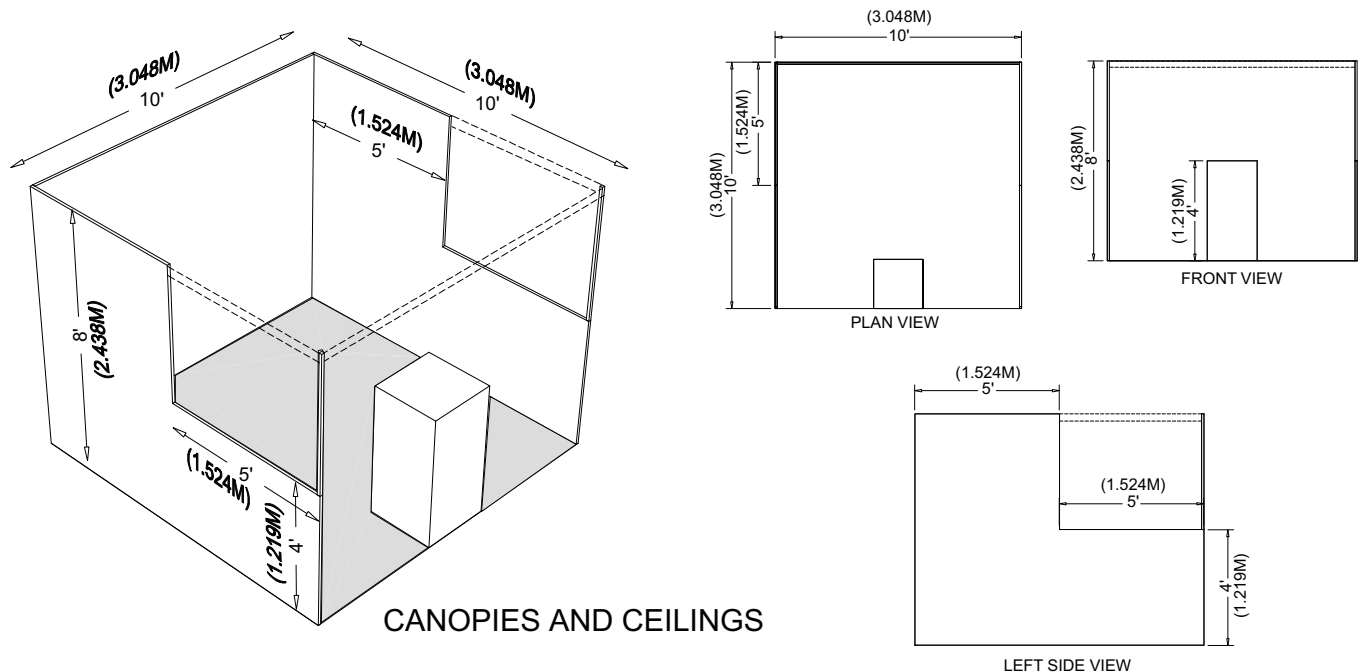 (3.048M)
10'
(3.048M)
10'
(1.524M)
5'
8'
(2.438M)
5'
(1.524M)
4'
(1.219M)
CANOPIES AND CEILINGS
(3.048M)
10'
(1.524M)
5'
(3.048M)
10'
PLAN VIEW
(2.438M)
8'
(1.219M)
4'
FRONT VIEW
(1.524M)
5'
(1.524M)
5'
4'
(1.219M)
LEFT SIDE VIEW